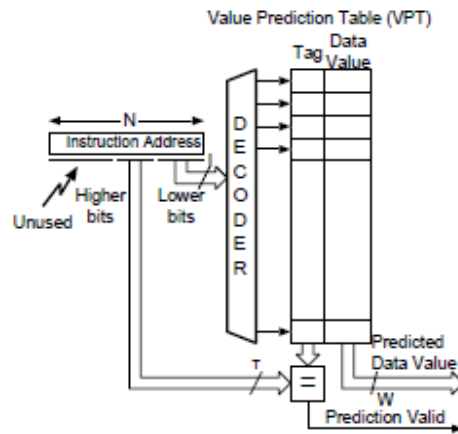 Value Prediction Table (VPT)
Tag
Data
Value
N
Instruction Address
I
Higher
bits
Lower
bits
Unused
D
E
C
O
D
E
R
T
=
Predicted
Data Value
W
Prediction Valid